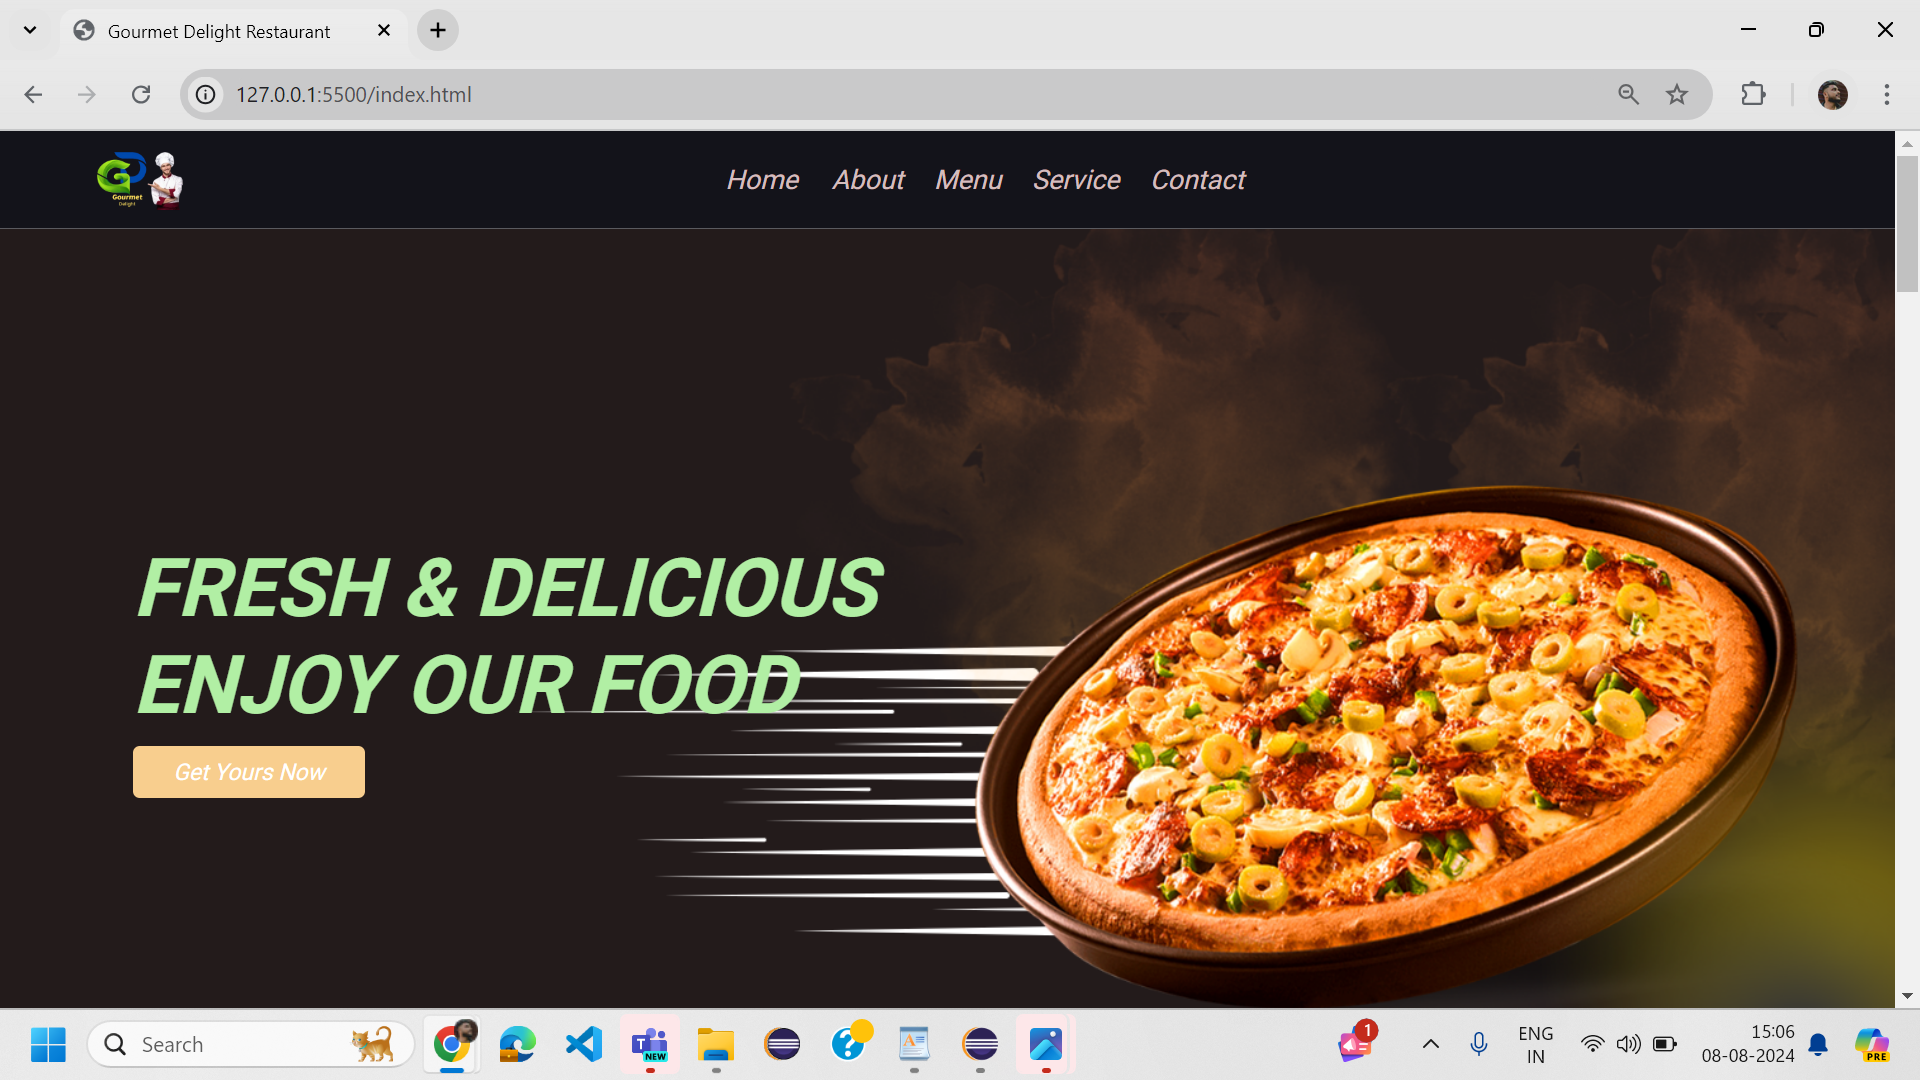 Gourmet Delight Restaurant
127.0.0.1:5500/index.html
Gourmet
Delight
Home About Menu Service Contact
FRESH & DELICIOUS
ENJOY OUR FOOD
Get Yours Now
Search
NEW
1
ENG
IN
15:06
08-08-2024
PRE